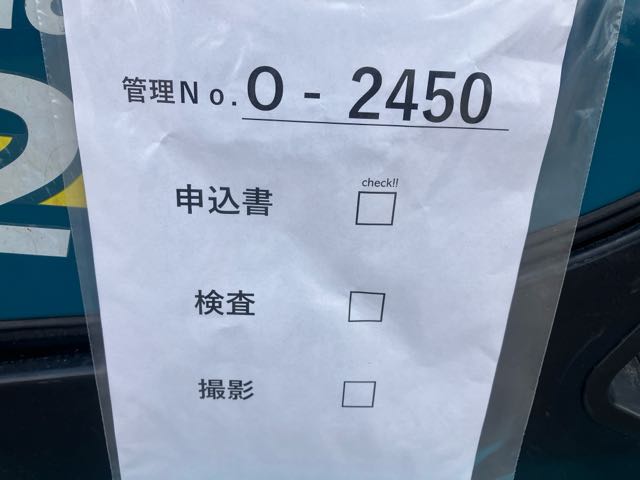 管理No. O - 2450
check!!
申込書 □
検査 □
撮影 □